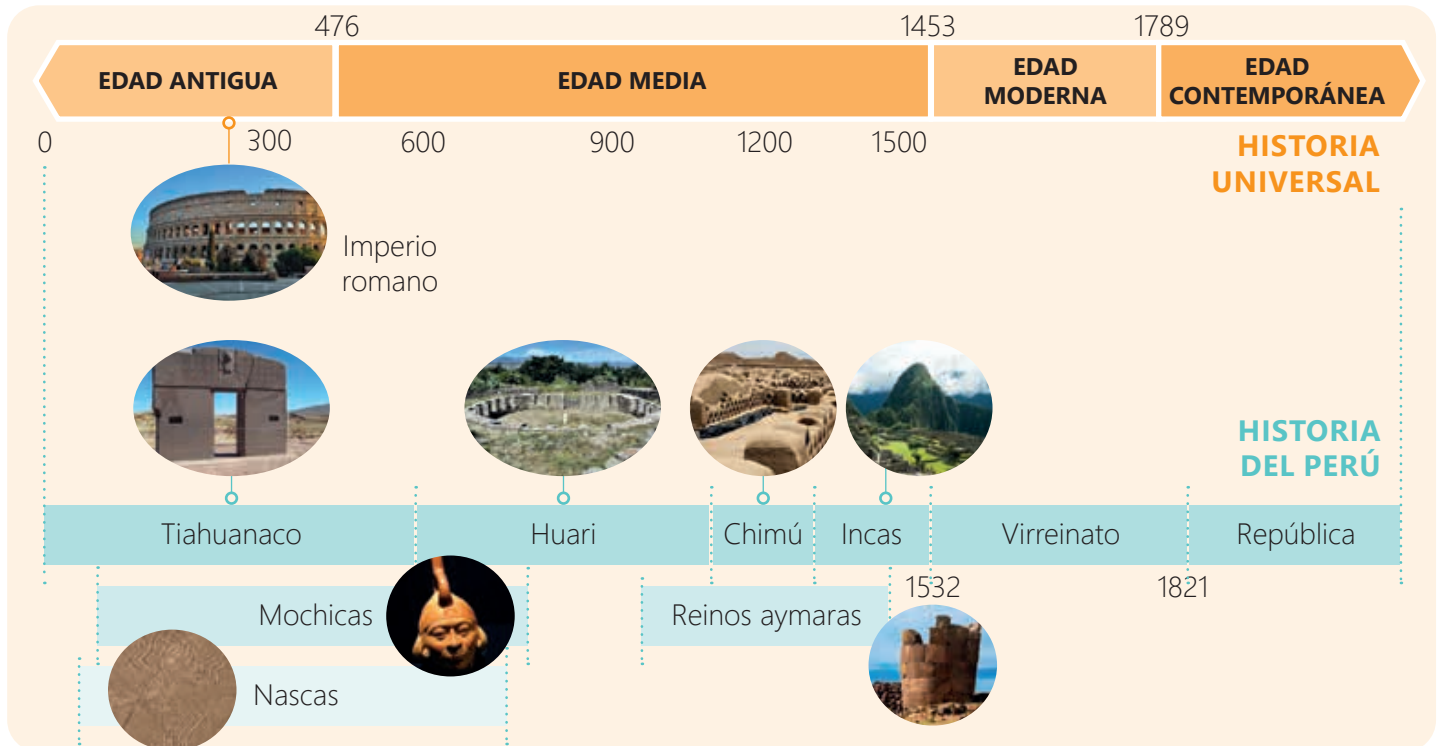 476 1453 1789
EDAD ANTIGUA
EDAD MEDIA
EDAD
MODERNA
EDAD
CONTEMPORÁNEA
0 300 600 900 1200 1500
HISTORIA
UNIVERSAL
Imperio
romano
HISTORIA
DEL PERÚ
Tiahuanaco
Huari
Chimú
Incas
Virreinato
República
1532 1821
Mochicas
Reinos aymaras
Nascas